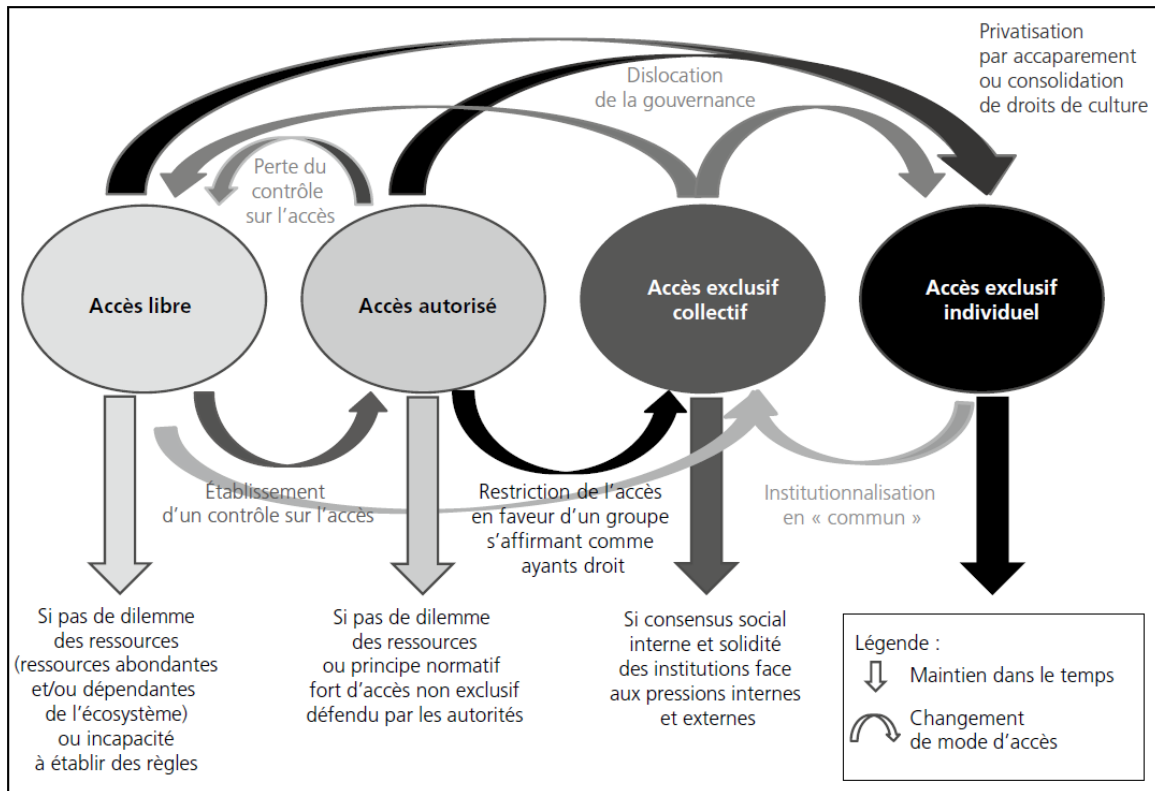 Privatisation
par accaparement
ou consolidation
de droits de culture
Dislocation
de la gouvernance
Perte du
contrôle
sur l’accès
Accès libre
Accès autorisé
Accès exclusif
collectif
Accès exclusif
individuel
Établissement
d’un contrôle sur l’accès
Restriction de l’accès
en faveur d’un groupe
s’affirmant comme
ayants droit
Institutionnalisation
en « commun »
Si pas de dilemme
des ressources
(ressources abondantes
et/ou dépendantes
de l’écosystème)
ou incapacité
à établir des règles
Si pas de dilemme
des ressources
ou principe normatif
fort d’accès non exclusif
défendu par les autorités
Si consensus social
interne et solidité
des institutions face
aux pressions internes
et externes
Légende :
Maintien dans le temps
Changement
de mode d’accès